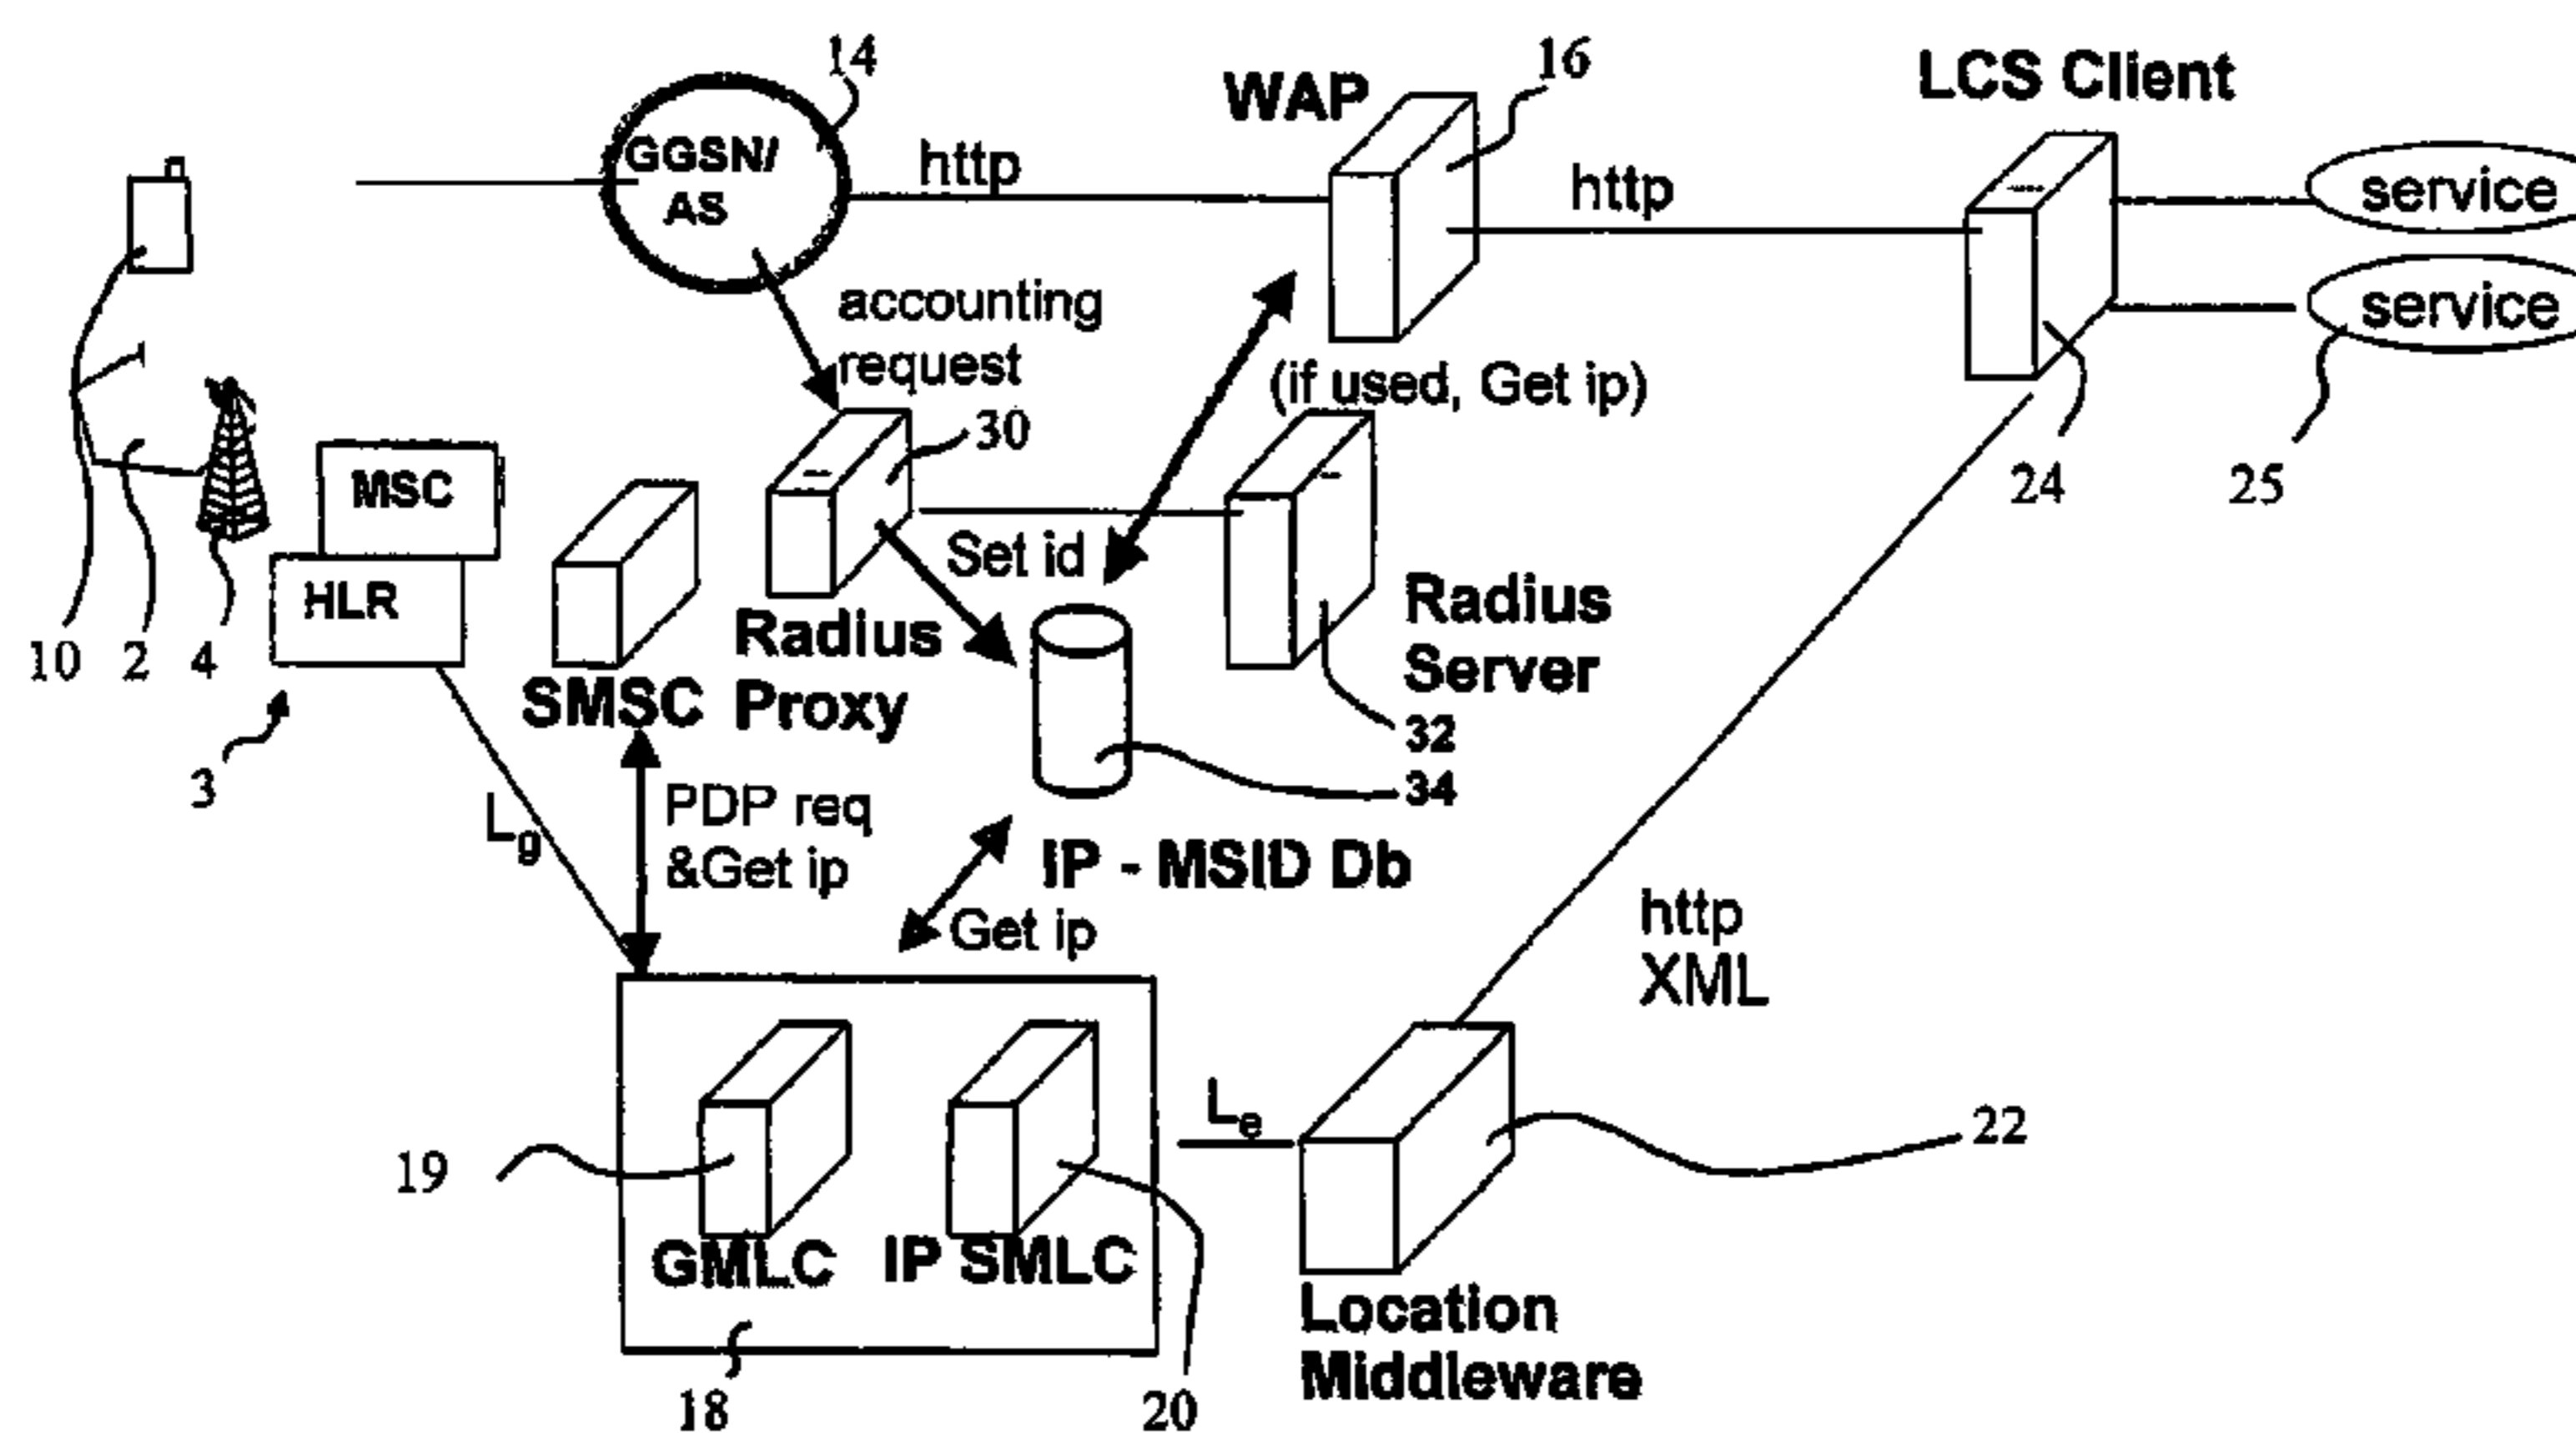 14
16
WAP
LCS Client
GGSN/
AS
http
http
service
service
accounting
request
(if used, Get ip)
30
MSC
24
25
Set id
HLR
Radius
Server
10
2
4
Radius
Proxy
SMSC
32
3
34
Lg
PDP req
&Get ip
IP - MSID Db
Get ip
http
XML
Le
22
19
GMLC
IP SMLC
Location
Middleware
18
20